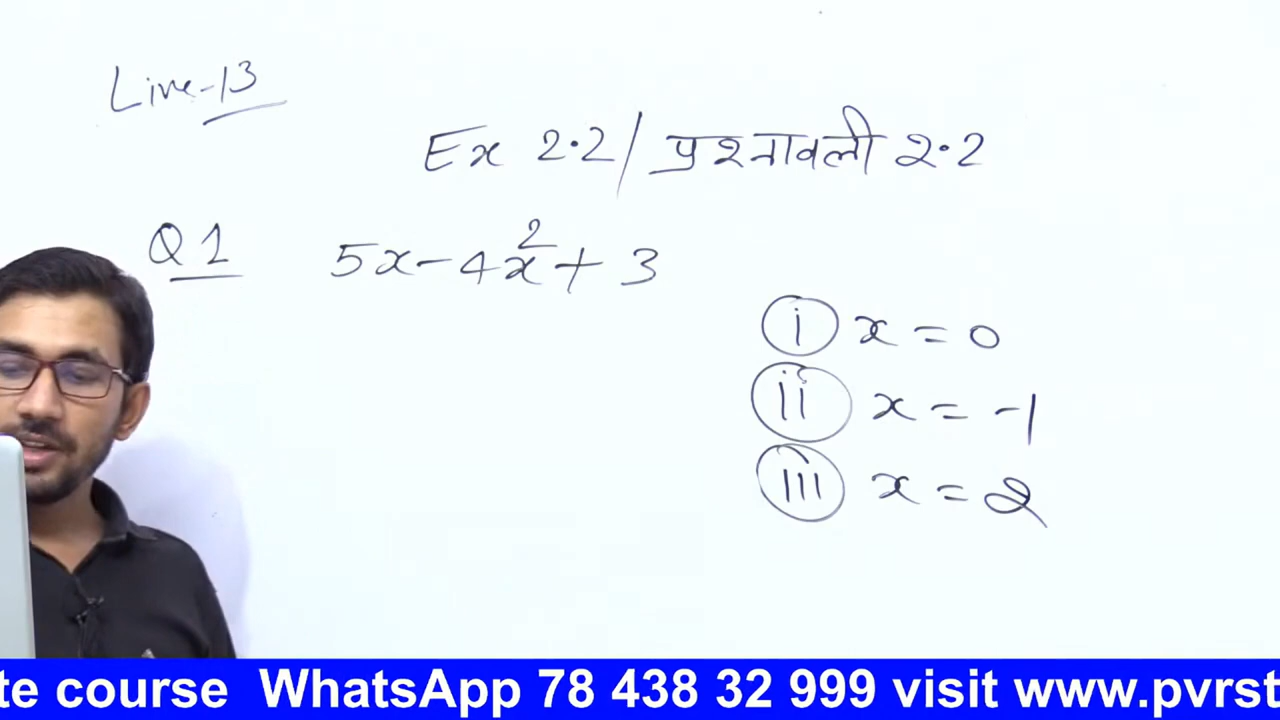 Live-13
Ex 2.2 / प्रश्नावली 2.2
Q1 5x - 4x² + 3
i x = 0
ii x = -1
iii x = 2
te course WhatsApp 78 438 32 999 visit www.pvrst